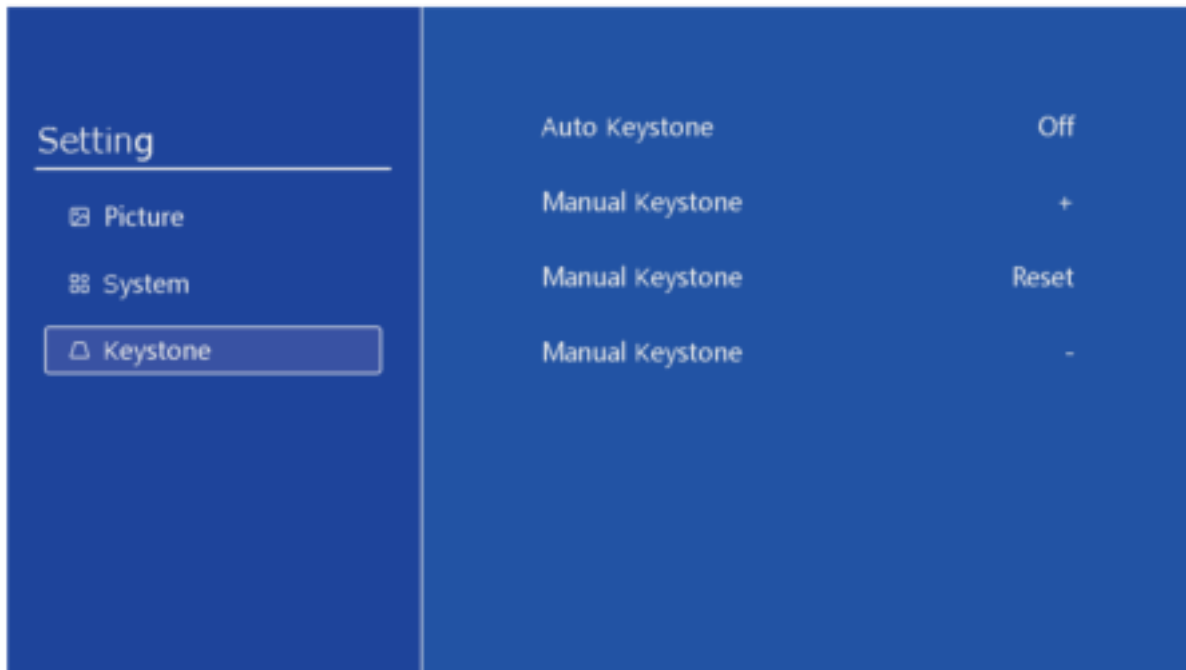 Setting
Picture
System
Keystone
Auto Keystone Off
Manual Keystone +
Manual Keystone Reset
Manual Keystone -